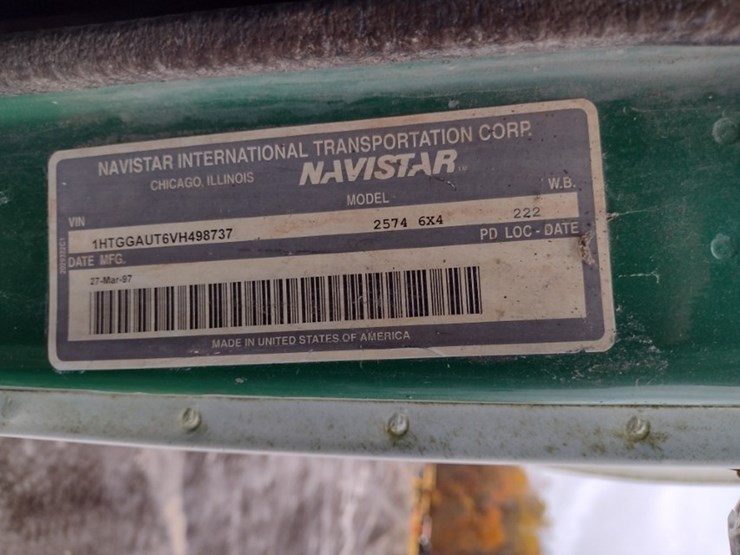 NAVISTAR INTERNATIONAL TRANSPORTATION CORP.
CHICAGO, ILLINOIS NAVISTAR
MODEL W.B.
VIN
1HTGGAUT6VH498737 2574 6X4 222
DATE MFG. PD LOC - DATE
27-Mar-97
MADE IN UNITED STATES OF AMERICA